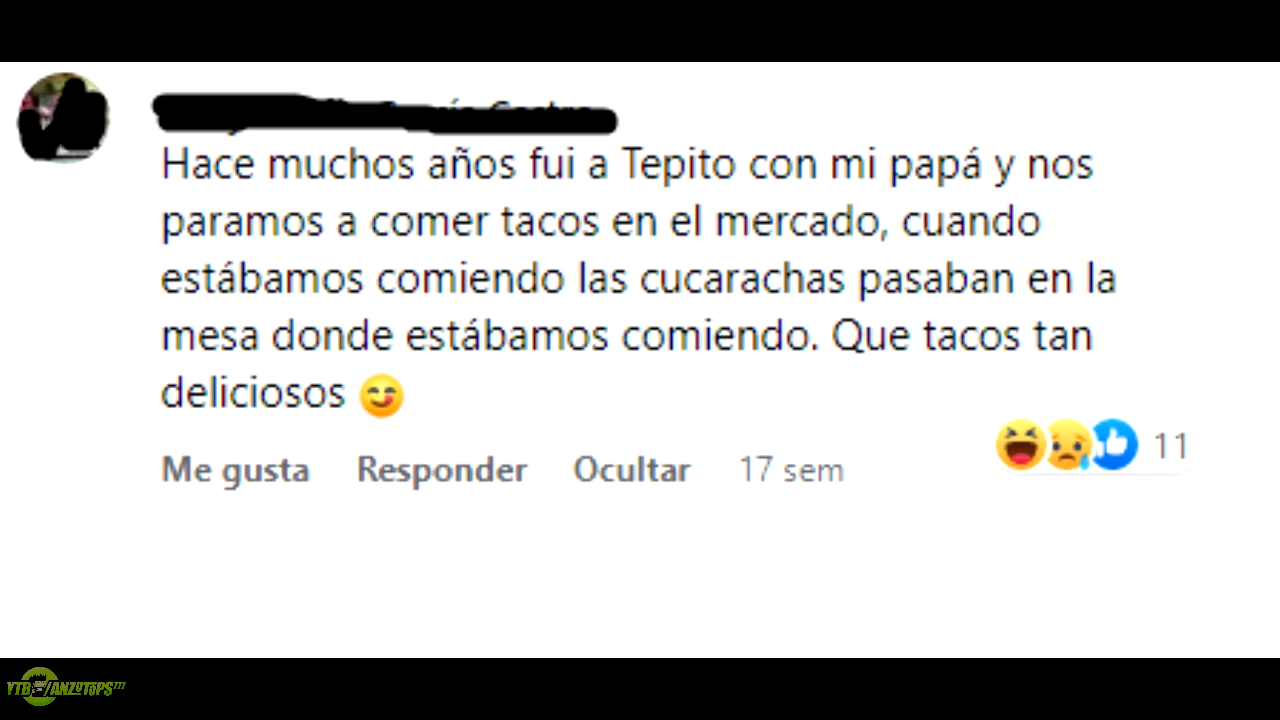 Hace muchos años fui a Tepito con mi papá y nos
paramos a comer tacos en el mercado, cuando
estábamos comiendo las cucarachas pasaban en la
mesa donde estábamos comiendo. Que tacos tan
deliciosos 😋
11
Me gusta Responder Ocultar 17 sem